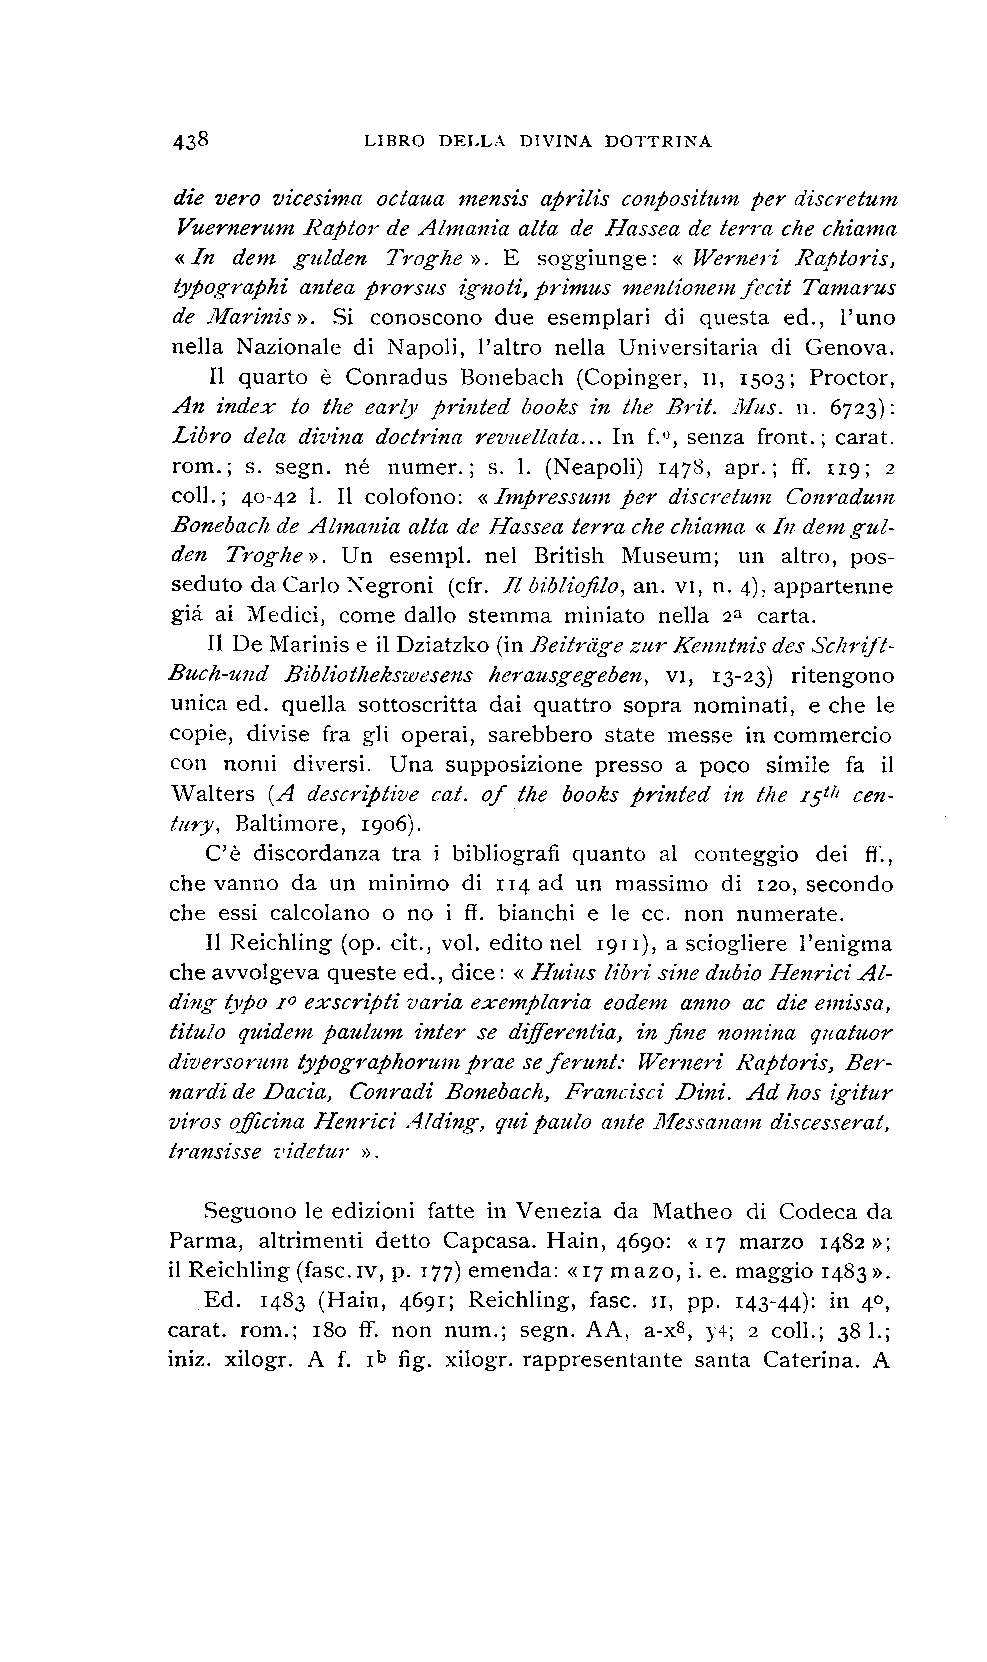 438 LIBRO DELLA DIVINA DOTTRINA
die vero vicesima octaua mensis aprilis conpositum per discretum
Vuernerum Raptor de Almania alta de Hassea de terra che chiama
« In dem gulden Troghe ». E soggiunge: « Werneri Raptoris,
typographi antea prorsus ignoti, primus mentionem fecit Tamarus
de Marinis ». Si conoscono due esemplari di questa ed., l'uno
nella Nazionale di Napoli, l'altro nella Universitaria di Genova.
Il quarto è Conradus Bonebach (Copinger, II, 1503; Proctor,
An index to the early printed books in the Brit. Mus. n. 6723):
Libro dela divina doctrina revuellata... In f.º, senza front.; carat.
rom.; s. segn. né numer.; s. l. (Neapoli) 1478, apr.; ff. 119; 2
coll.; 40-42 l. Il colofono: « Impressum per discretum Conradum
Bonebach de Almania alta de Hassea terra che chiama « In dem gul-
den Troghe ». Un esempl. nel British Museum; un altro, pos-
seduto da Carlo Negroni (cfr. Il bibliofilo, an. VI, n. 4), appartenne
giá ai Medici, come dallo stemma miniato nella 2ª carta.
Il De Marinis e il Dziatzko (in Beiträge zur Kenntnis des Schrift-
Buch-und Bibliothekswesens herausgegeben, VI, 13-23) ritengono
unica ed. quella sottoscritta dai quattro sopra nominati, e che le
copie, divise fra gli operai, sarebbero state messe in commercio
con nomi diversi. Una supposizione presso a poco simile fa il
Walters (A descriptive cat. of the books printed in the 15th cen-
tury, Baltimore, 1906).
C'è discordanza tra i bibliografi quanto al conteggio dei ff.,
che vanno da un minimo di 114 ad un massimo di 120, secondo
che essi calcolano o no i ff. bianchi e le cc. non numerate.
Il Reichling (op. cit., vol. edito nel 1911), a sciogliere l'enigma
che avvolgeva queste ed., dice: « Huius libri sine dubio Henrici Al-
ding typo 1º exscripti varia exemplaria eodem anno ac die emissa,
titulo quidem paulum inter se differentia, in fine nomina quatuor
diversorum typographorum prae se ferunt: Werneri Raptoris, Ber-
nardi de Dacia, Conradi Bonebach, Francisci Dini. Ad hos igitur
viros officina Henrici Alding, qui paulo ante Messanam discesserat,
transisse videtur ».
Seguono le edizioni fatte in Venezia da Matheo di Codeca da
Parma, altrimenti detto Capcasa. Hain, 4690: « 17 marzo 1482 »;
il Reichling (fasc. IV, p. 177) emenda: « 17 mazo, i. e. maggio 1483 ».
Ed. 1483 (Hain, 4691; Reichling, fasc. II, pp. 143-44): in 4º,
carat. rom.; 180 ff. non num.; segn. AA, a-x⁸, y⁴; 2 coll.; 38 l.;
iniz. xilogr. A f. 1ᵇ fig. xilogr. rappresentante santa Caterina. A